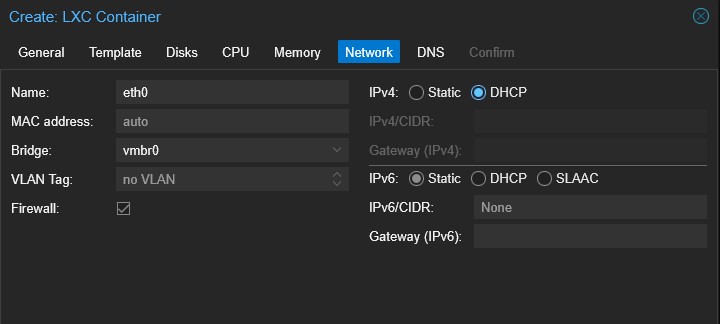 Create: LXC Container
General Template Disks CPU Memory Network DNS Confirm
Name: eth0
MAC address: auto
Bridge: vmbr0
VLAN Tag: no VLAN
Firewall:
IPv4: Static DHCP
IPv4/CIDR:
Gateway (IPv4):
IPv6: Static DHCP SLAAC
IPv6/CIDR: None
Gateway (IPv6):